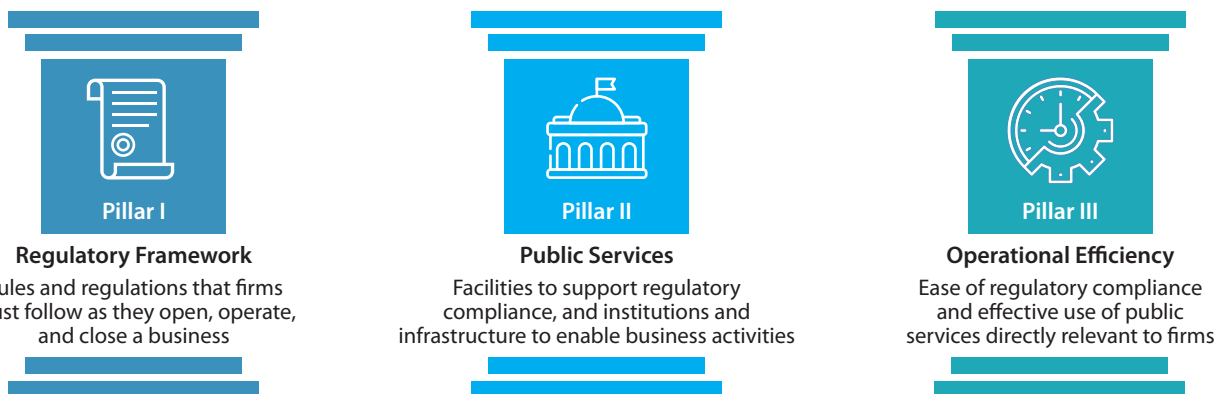 Pillar I
Regulatory Framework
ules and regulations that firms
ust follow as they open, operate,
and close a business
Pillar II
Public Services
Facilities to support regulatory
compliance, and institutions and
infrastructure to enable business activities
Pillar III
Operational Efficiency
Ease of regulatory compliance
and effective use of public
services directly relevant to firms